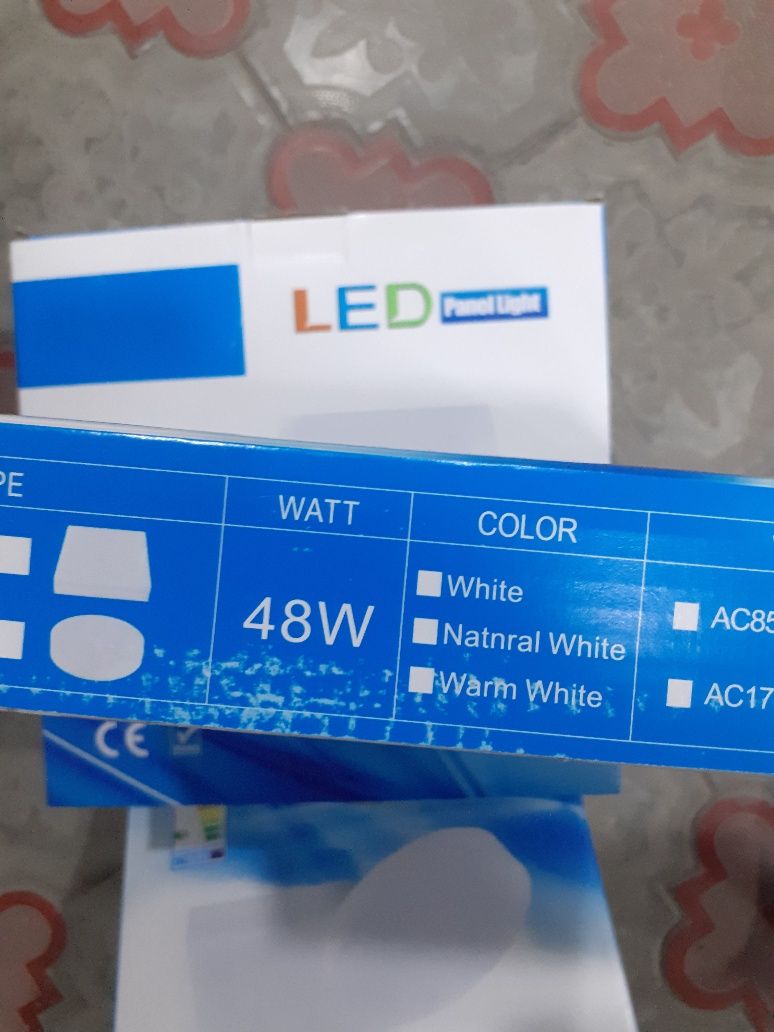 LED Panel Light
PE
WATT
COLOR
48W
White
Natnral White
Warm White
AC85
AC17
CE